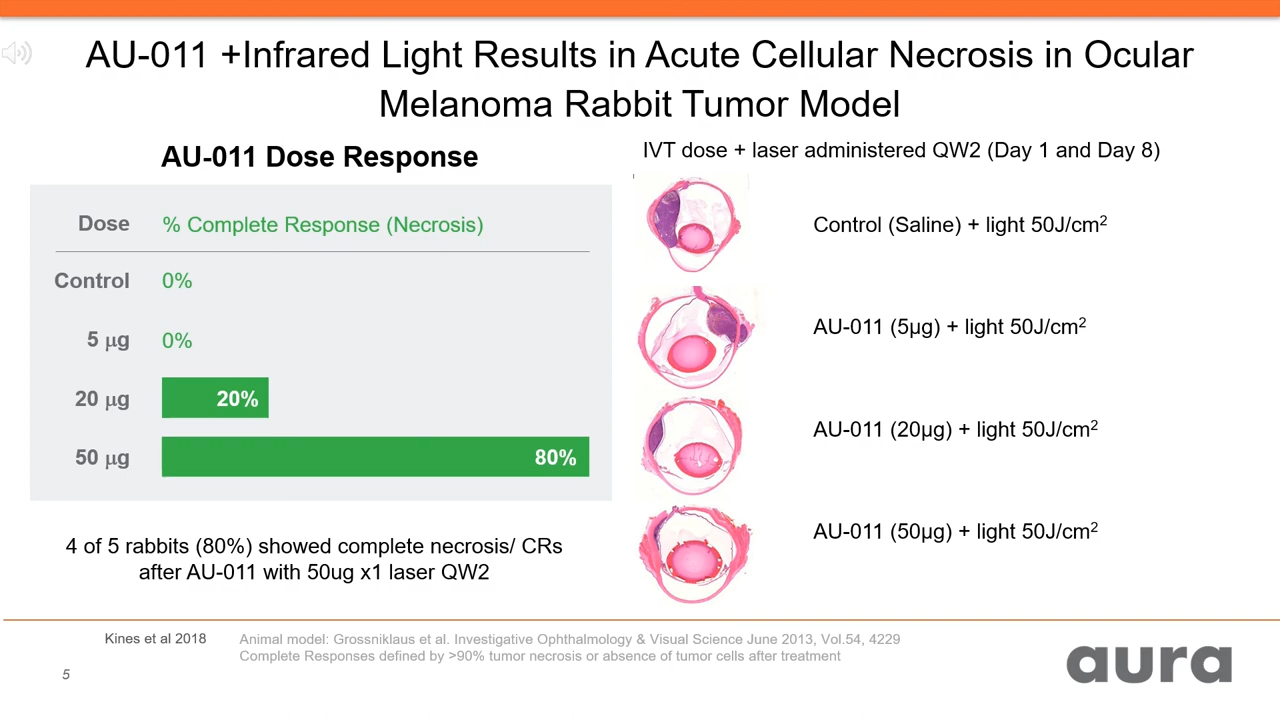 AU-011 +Infrared Light Results in Acute Cellular Necrosis in Ocular
Melanoma Rabbit Tumor Model
AU-011 Dose Response
Dose % Complete Response (Necrosis)
Control 0%
5 µg 0%
20 µg 20%
50 µg 80%
4 of 5 rabbits (80%) showed complete necrosis/ CRs
after AU-011 with 50ug x1 laser QW2
IVT dose + laser administered QW2 (Day 1 and Day 8)
Control (Saline) + light 50J/cm²
AU-011 (5µg) + light 50J/cm²
AU-011 (20µg) + light 50J/cm²
AU-011 (50µg) + light 50J/cm²
Kines et al 2018
Animal model: Grossniklaus et al. Investigative Ophthalmology & Visual Science June 2013, Vol.54, 4229
Complete Responses defined by >90% tumor necrosis or absence of tumor cells after treatment
5
aura